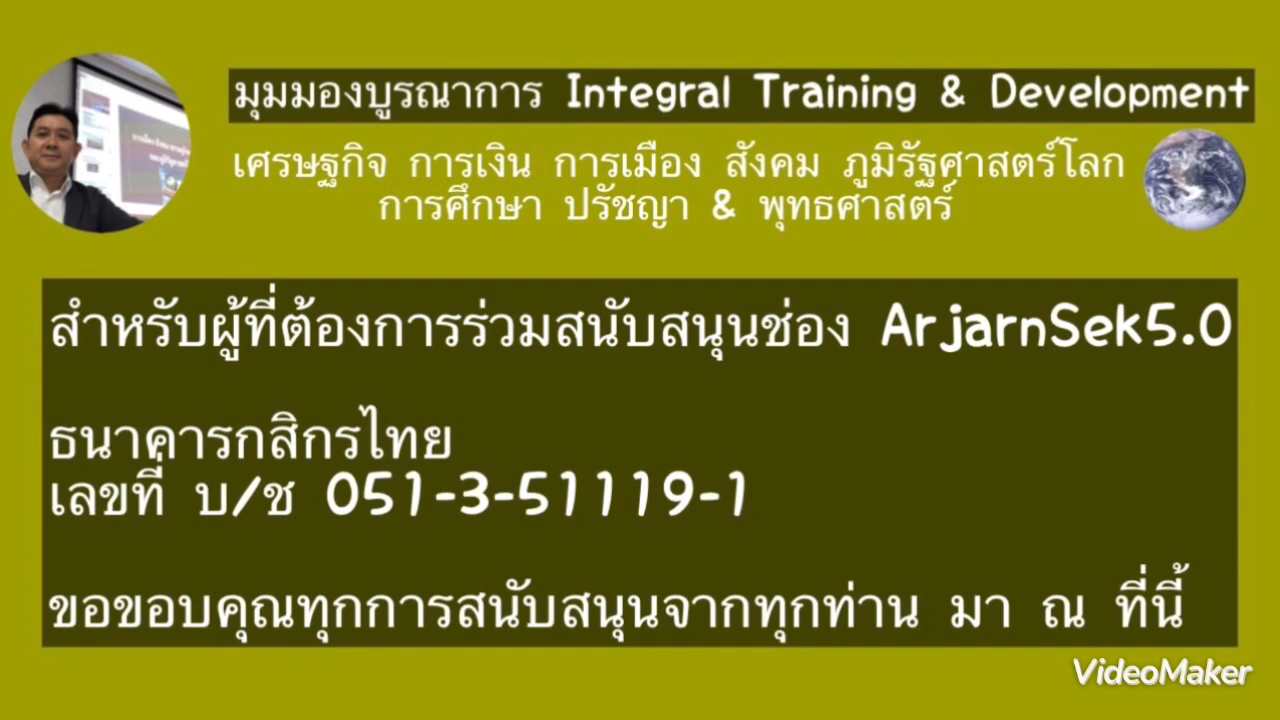 มุมมองบูรณาการ Integral Training & Development
เศรษฐกิจ การเงิน การเมือง สังคม ภูมิรัฐศาสตร์โลก
การศึกษา ปรัชญา & พุทธศาสตร์
สำหรับผู้ที่ต้องการร่วมสนับสนุนช่อง ArjarnSek5.0
ธนาคารกสิกรไทย
เลขที่ บ/ช 051-3-51119-1
ขอขอบคุณทุกการสนับสนุนจากทุกท่าน มา ณ ที่นี้
VideoMaker